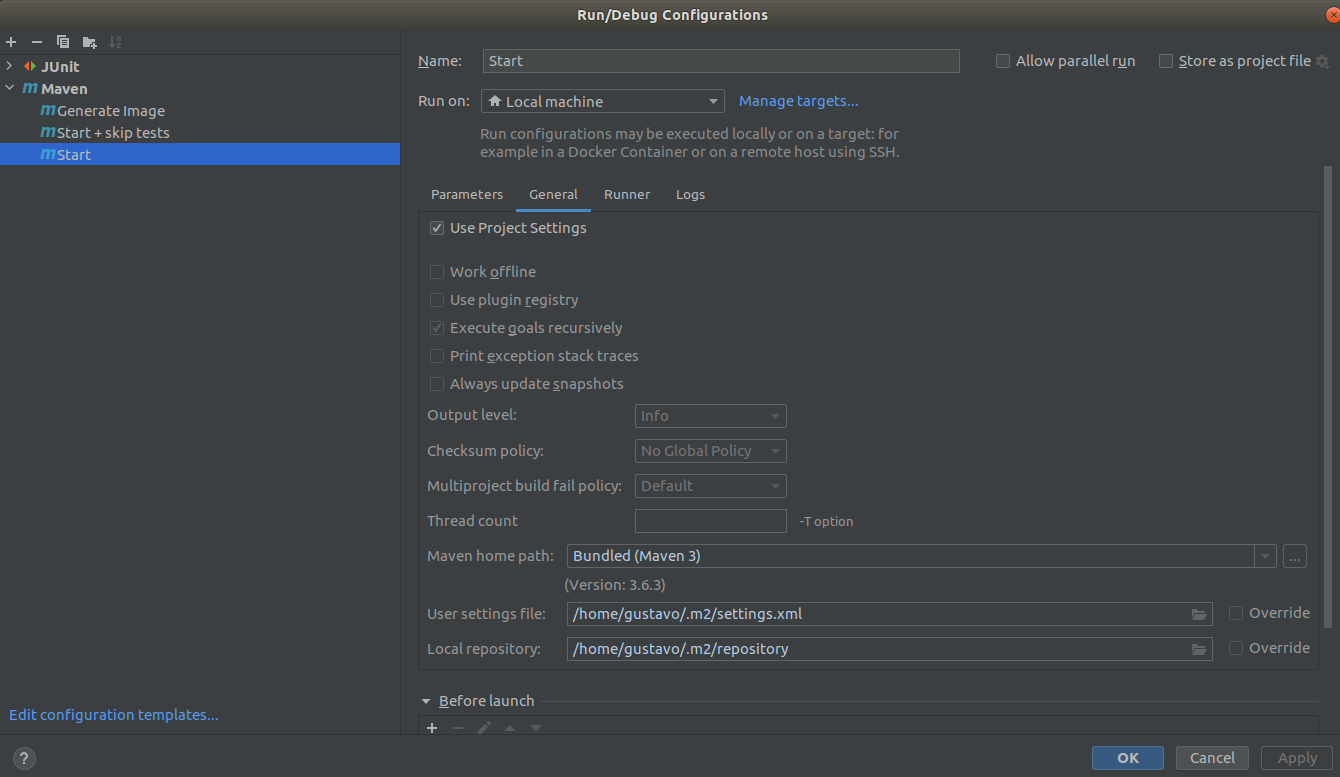 Run/Debug Configurations
JUnit
Maven
Generate Image
Start + skip tests
Start
Edit configuration templates...
Name:
Start
Allow parallel run
Store as project file
Run on:
Local machine
Manage targets...
Run configurations may be executed locally or on a target: for
example in a Docker Container or on a remote host using SSH.
Parameters
General
Runner
Logs
Use Project Settings
Work offline
Use plugin registry
Execute goals recursively
Print exception stack traces
Always update snapshots
Output level:
Info
Checksum policy:
No Global Policy
Multiproject build fail policy:
Default
Thread count
-T option
Maven home path:
Bundled (Maven 3)
...
(Version: 3.6.3)
User settings file:
/home/gustavo/.m2/settings.xml
Override
Local repository:
/home/gustavo/.m2/repository
Override
Before launch
?
OK
Cancel
Apply